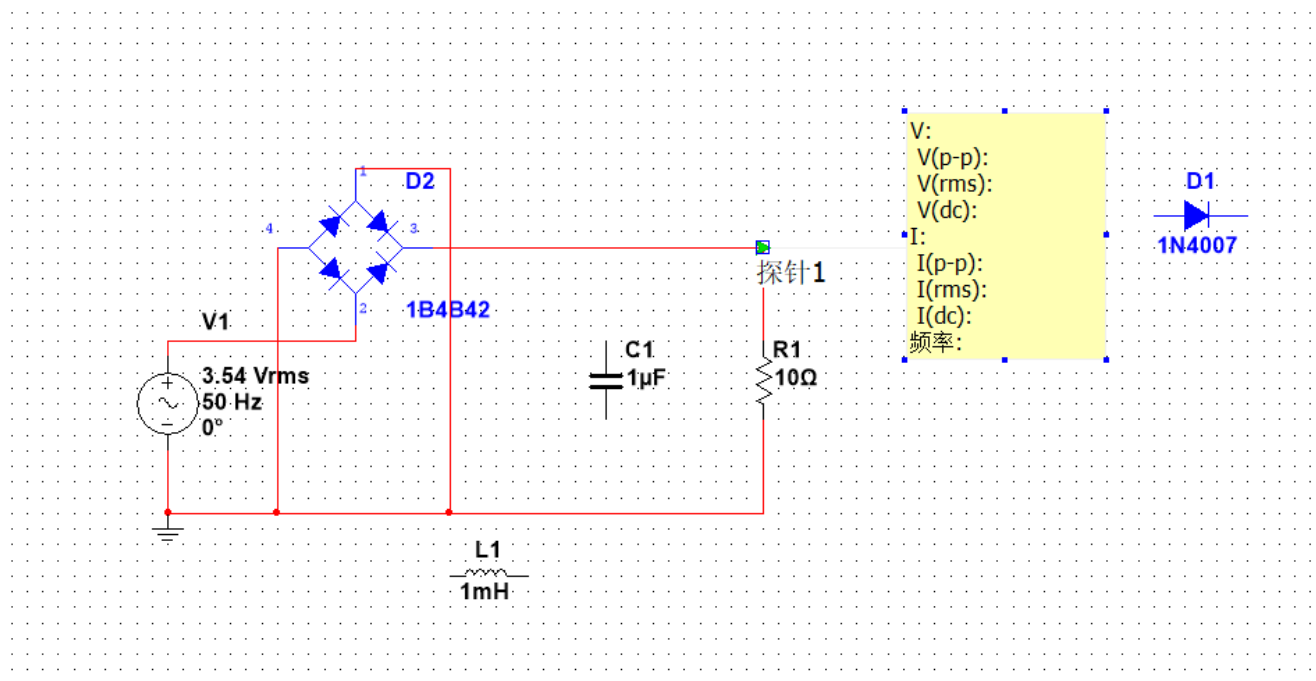 1
D2
4
3
2
1B4B42
V1
3.54 Vrms
50 Hz
0°
C1
1µF
探针1
R1
10Ω
L1
1mH
V:
V(p-p):
V(rms):
V(dc):
I:
I(p-p):
I(rms):
I(dc):
频率:
D1
1N4007